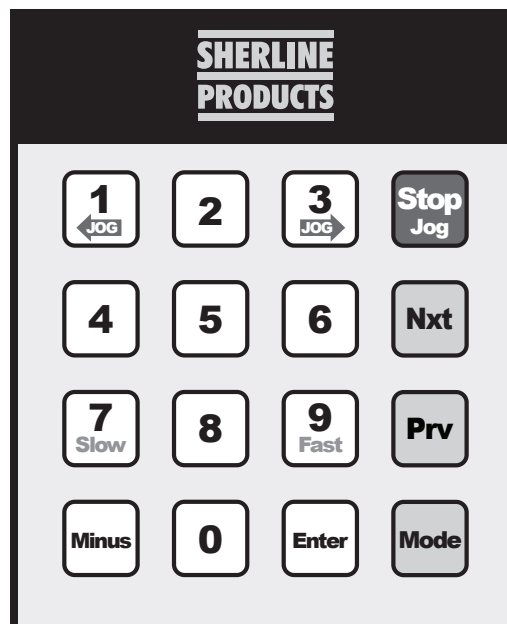 SHERLINE
PRODUCTS
1 2 3 Stop
JOG JOG Jog
4 5 6 Nxt
7 8 9 Prv
Slow Fast
Minus 0 Enter Mode